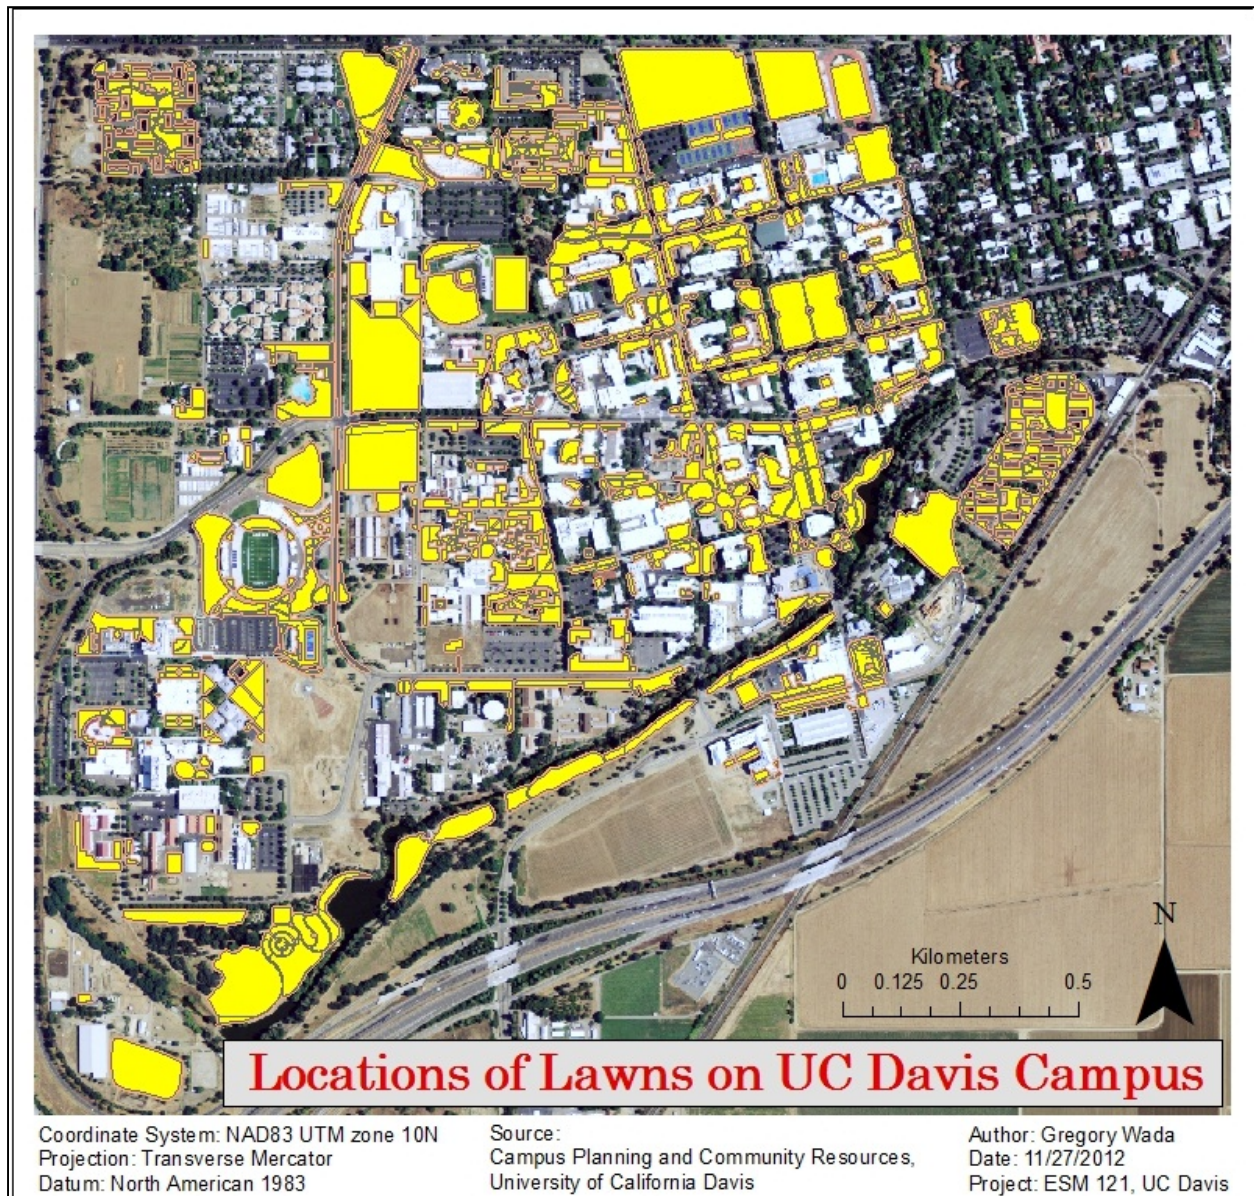 N
Kilometers
0 0.125 0.25 0.5
Locations of Lawns on UC Davis Campus
Coordinate System: NAD83 UTM zone 10N
Projection: Transverse Mercator
Datum: North American 1983
Source:
Campus Planning and Community Resources,
University of California Davis
Author: Gregory Wada
Date: 11/27/2012
Project: ESM 121, UC Davis